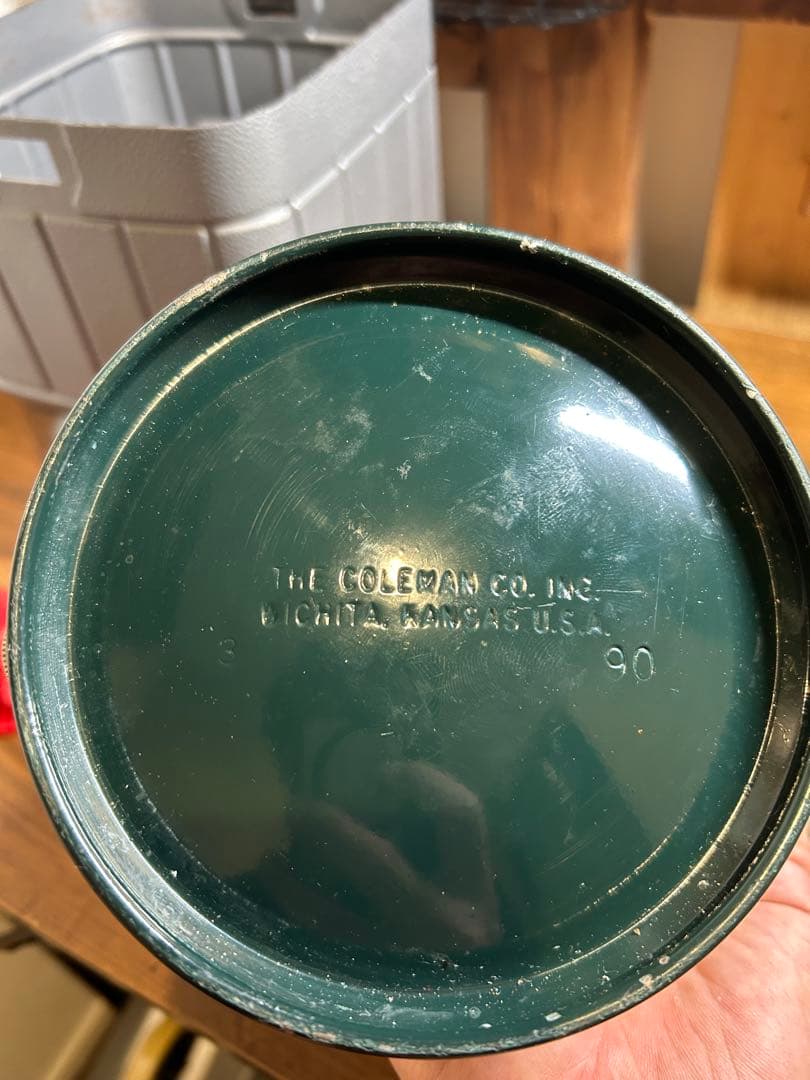 THE COLEMAN CO. INC.
WICHITA, KANSAS U.S.A.
3 90